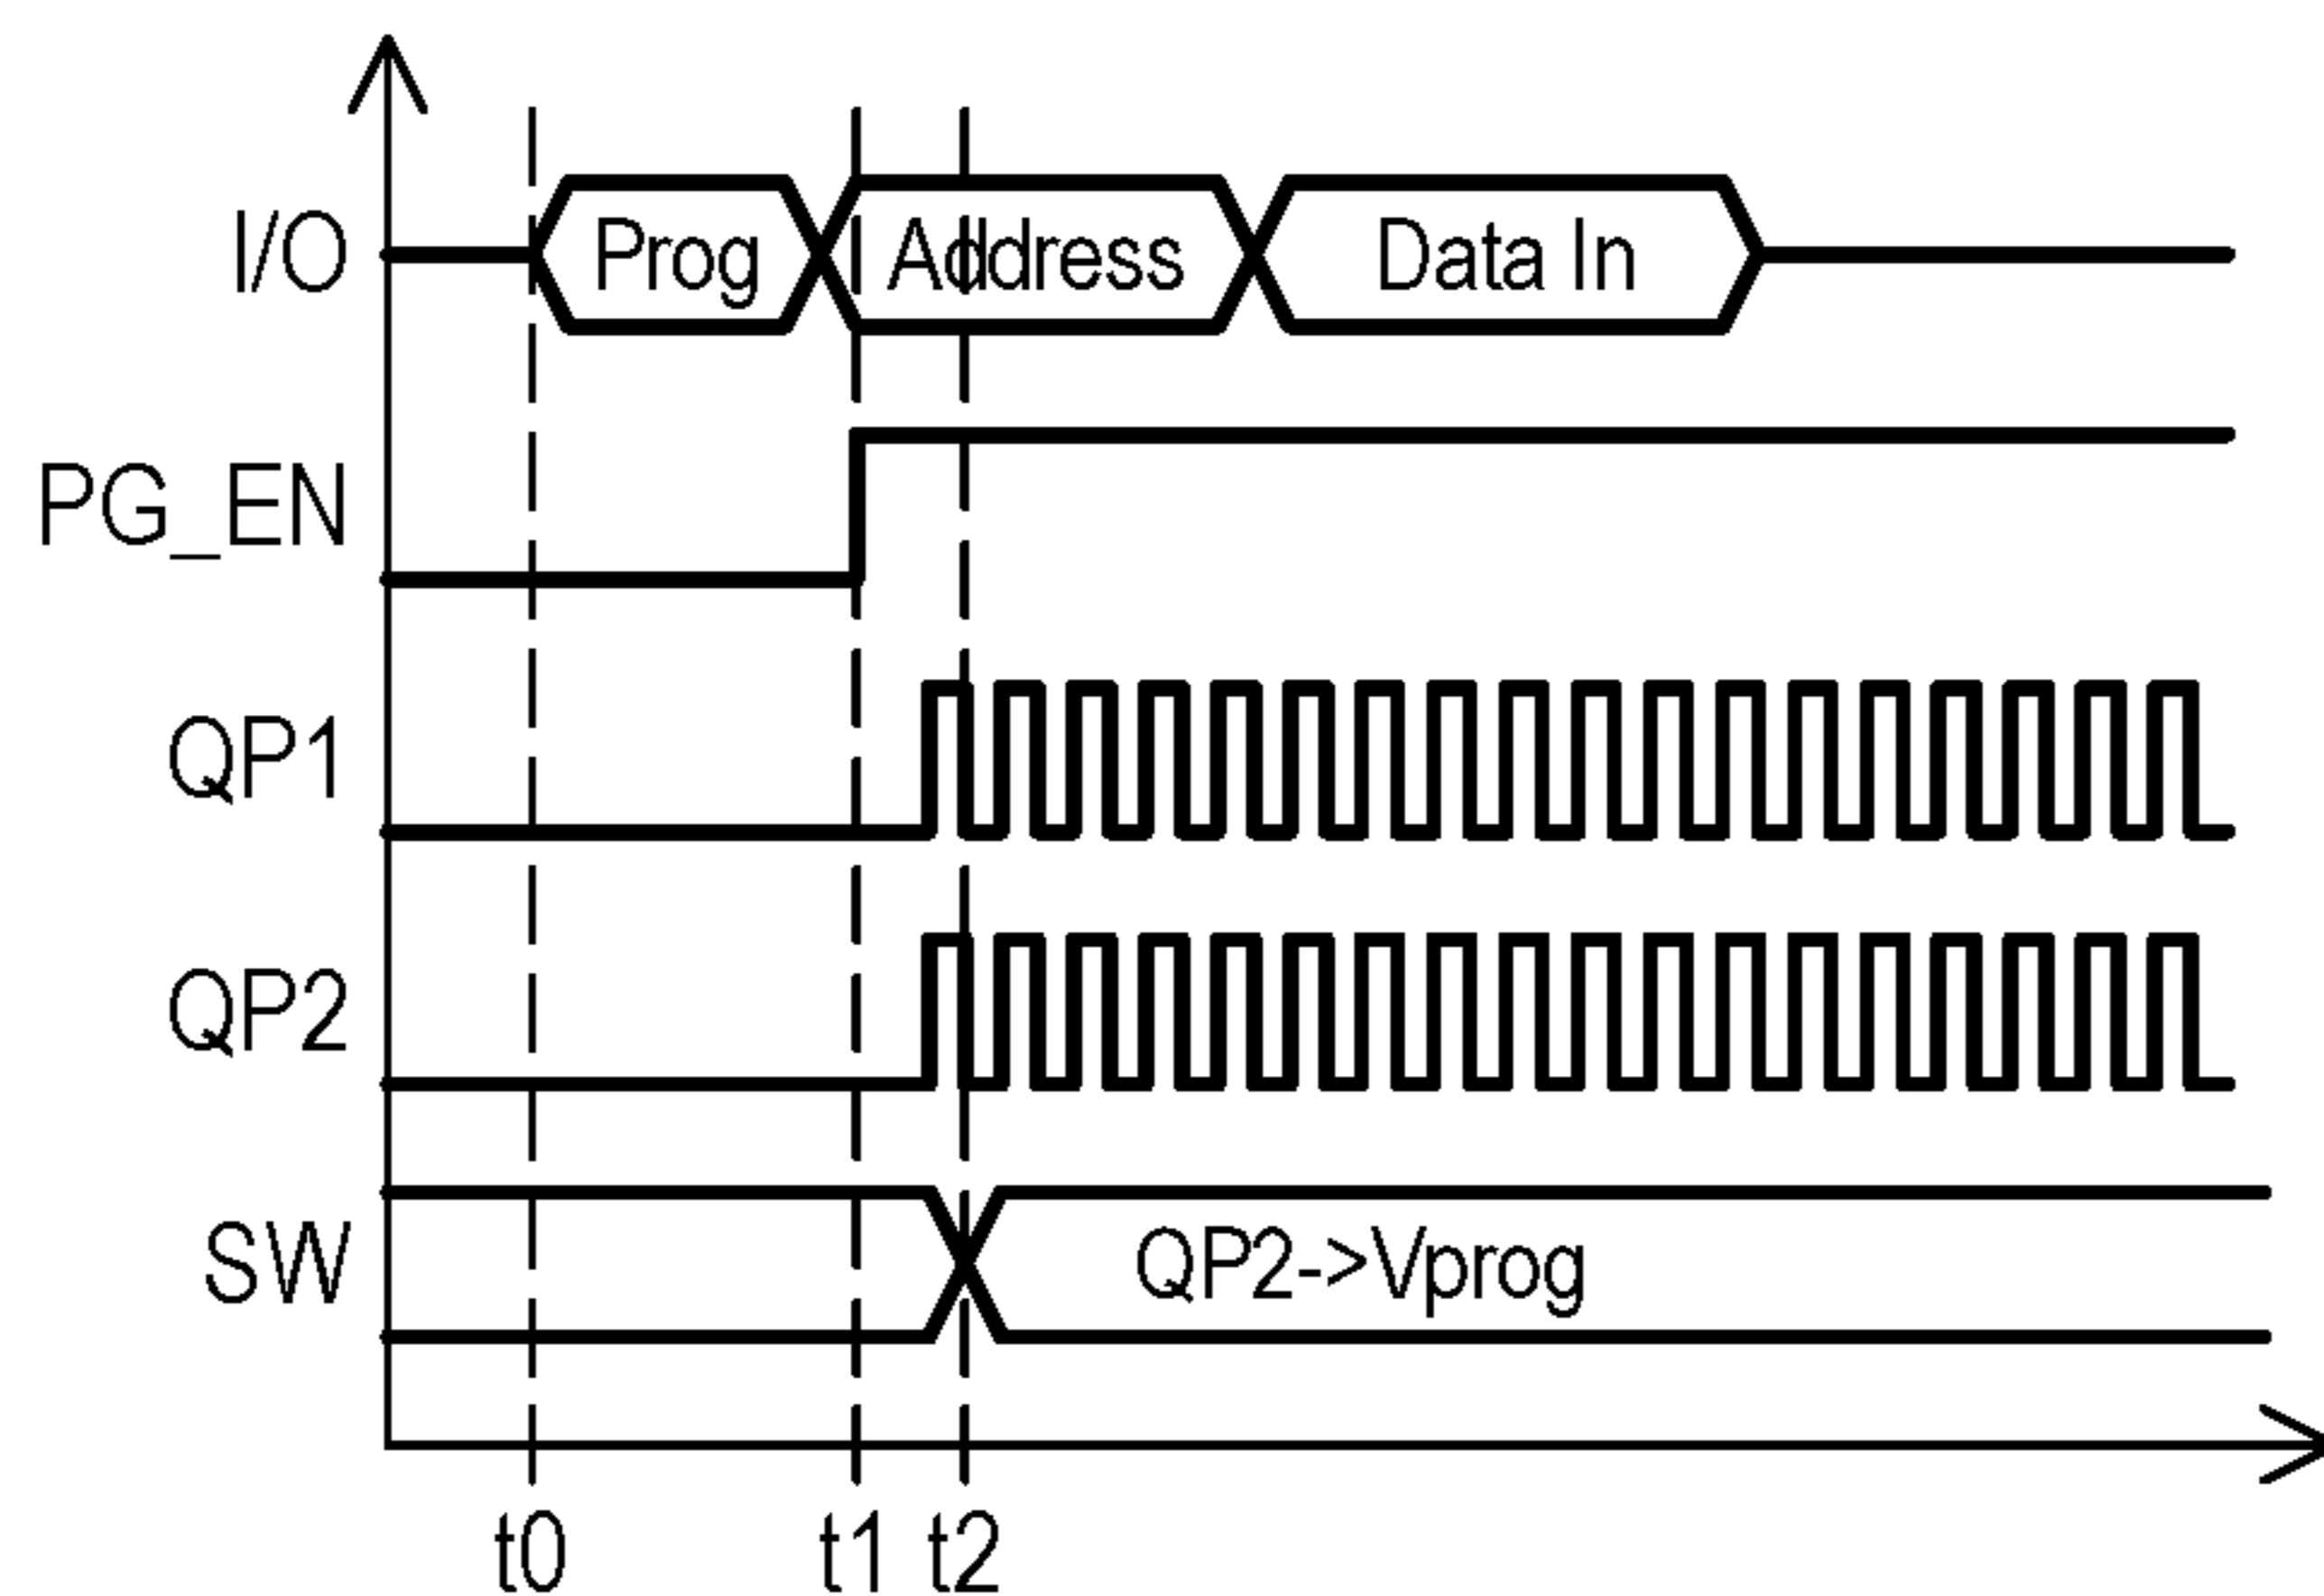 I/O Prog Address Data In
PG_EN
QP1
QP2
SW QP2->Vprog
t0 t1 t2